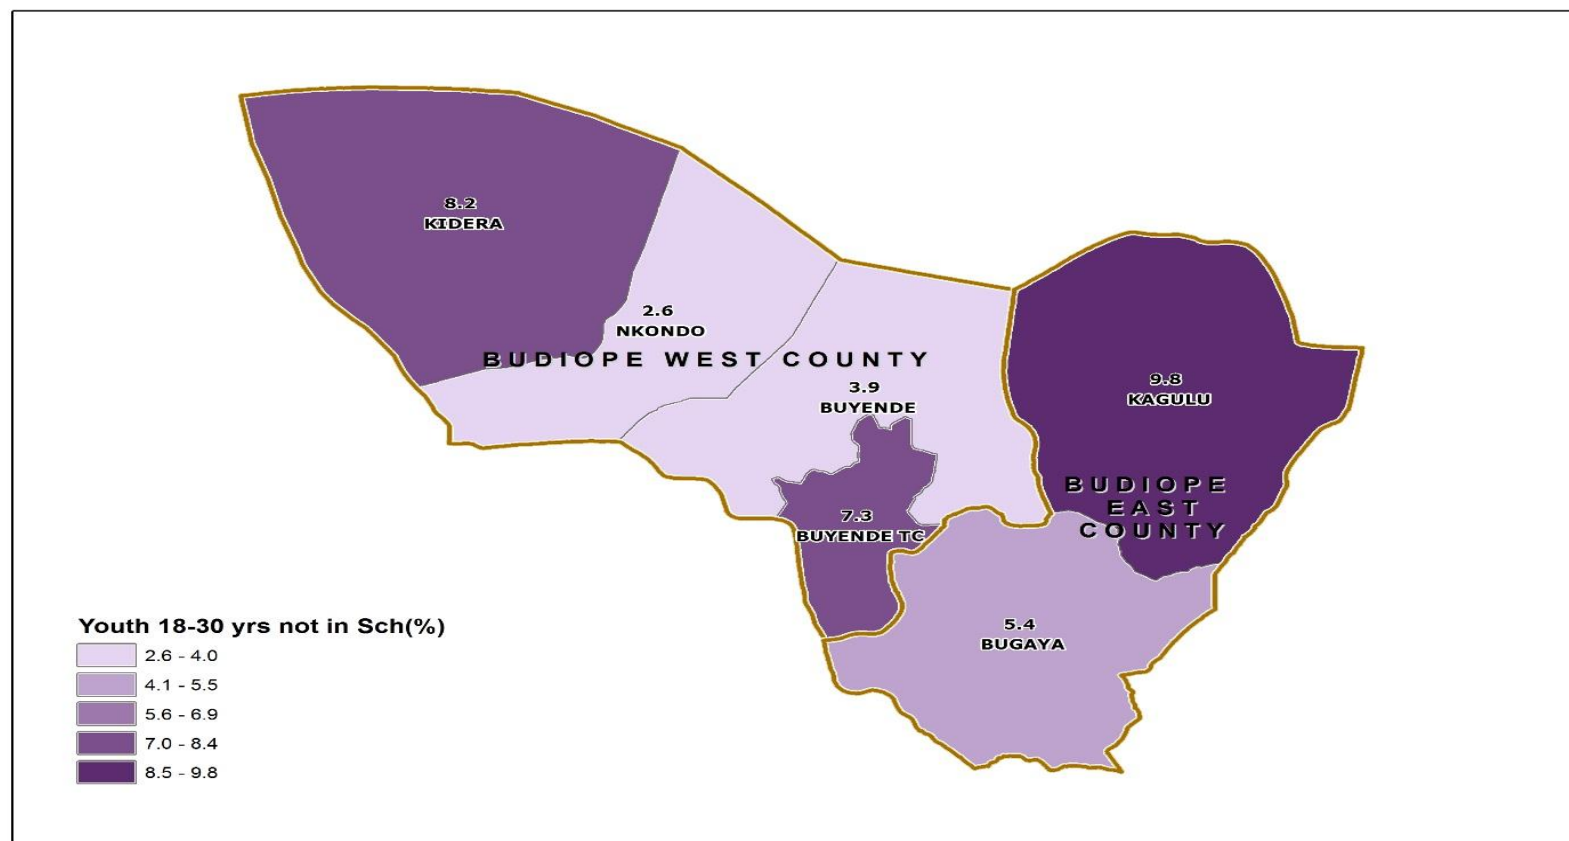 8.2
KIDERA
2.6
NKONDO
BUDIOPE WEST COUNTY
3.9
BUYENDE
9.8
KAGULU
BUDIOPE
EAST
COUNTY
7.3
BUYENDE TC
5.4
BUGAYA
Youth 18-30 yrs not in Sch(%)
2.6 - 4.0
4.1 - 5.5
5.6 - 6.9
7.0 - 8.4
8.5 - 9.8